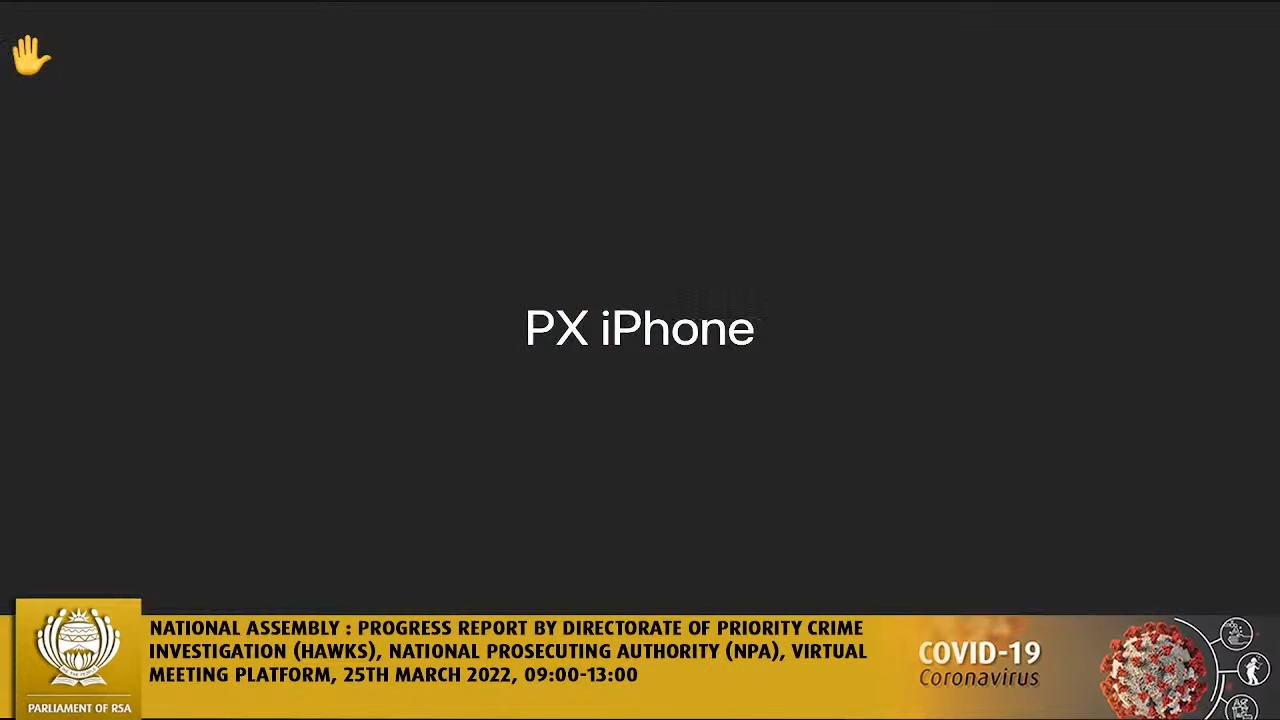 PX iPhone
NATIONAL ASSEMBLY : PROGRESS REPORT BY DIRECTORATE OF PRIORITY CRIME
INVESTIGATION (HAWKS), NATIONAL PROSECUTING AUTHORITY (NPA), VIRTUAL
MEETING PLATFORM, 25TH MARCH 2022, 09:00-13:00
PARLIAMENT OF RSA
COVID-19
Coronavirus